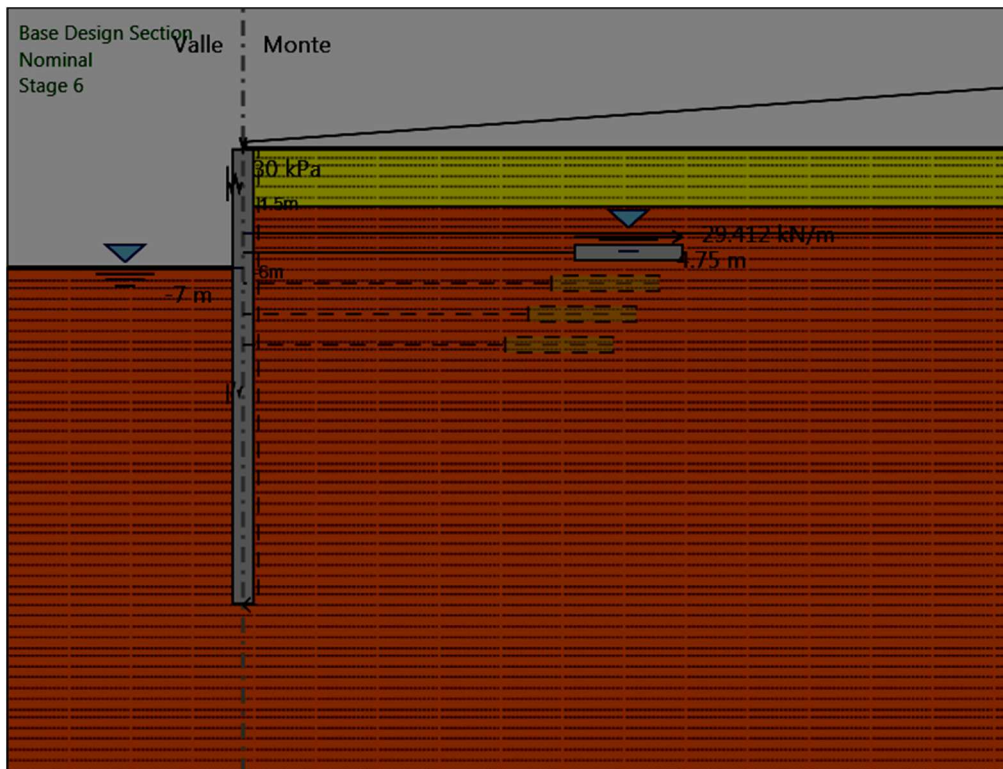 Base Design Section
Nominal
Stage 6
Valle
Monte
30 kPa
-1.5m
29.412 kN/m
4.75 m
-6m
-7 m